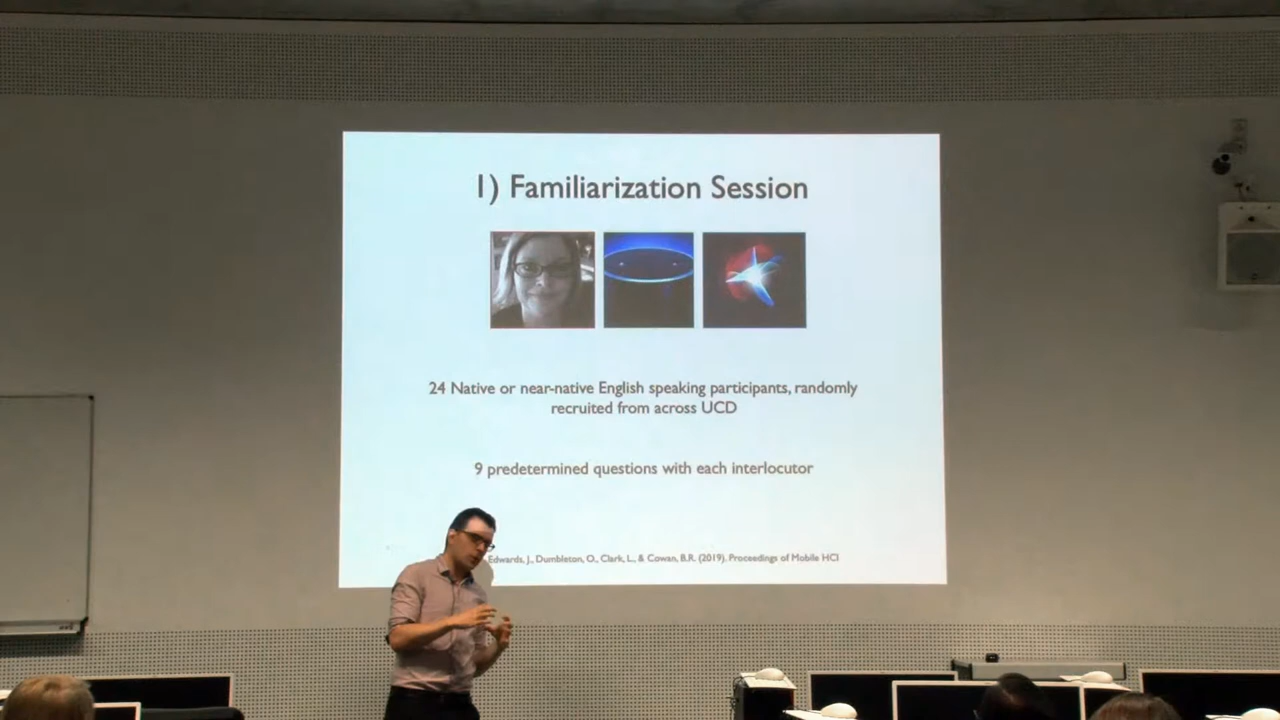 1) Familiarization Session
24 Native or near-native English speaking participants, randomly
recruited from across UCD
9 predetermined questions with each interlocutor
Edwards, J., Dumbleton, O., Clark, L., & Cowan, B.R. (2019). Proceedings of Mobile HCI